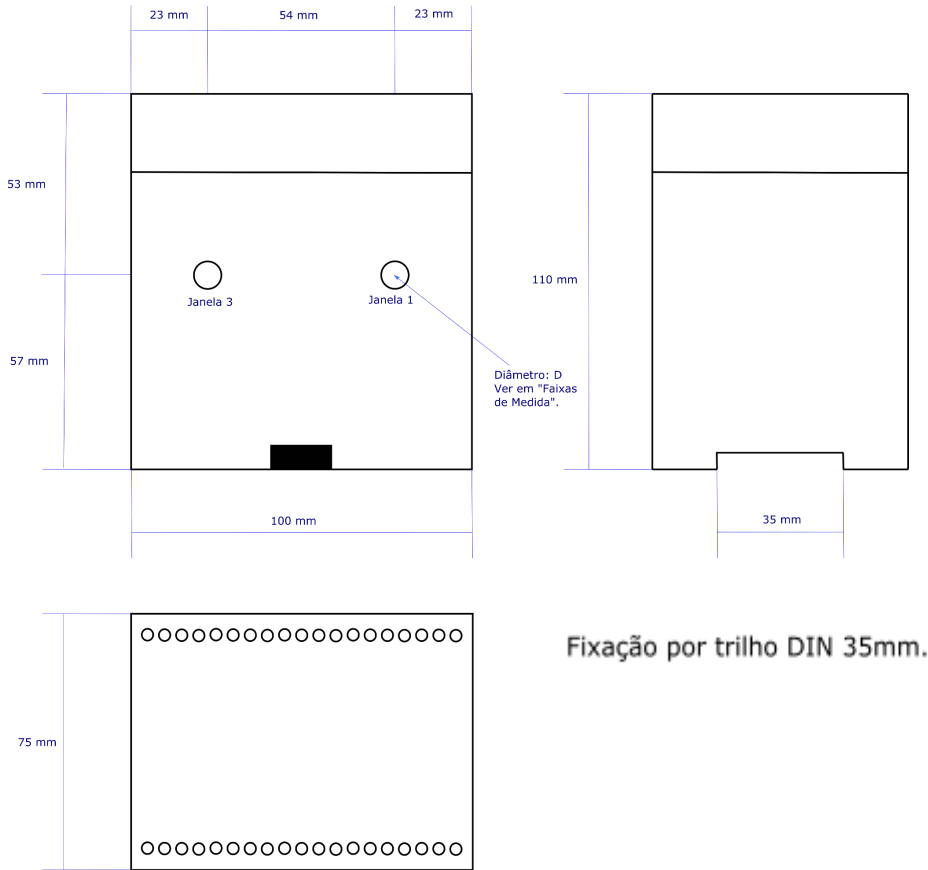 23 mm
54 mm
23 mm
53 mm
110 mm
Janela 3
Janela 1
57 mm
Diâmetro: D
Ver em "Faixas
de Medida".
100 mm
35 mm
Fixação por trilho DIN 35mm.
75 mm